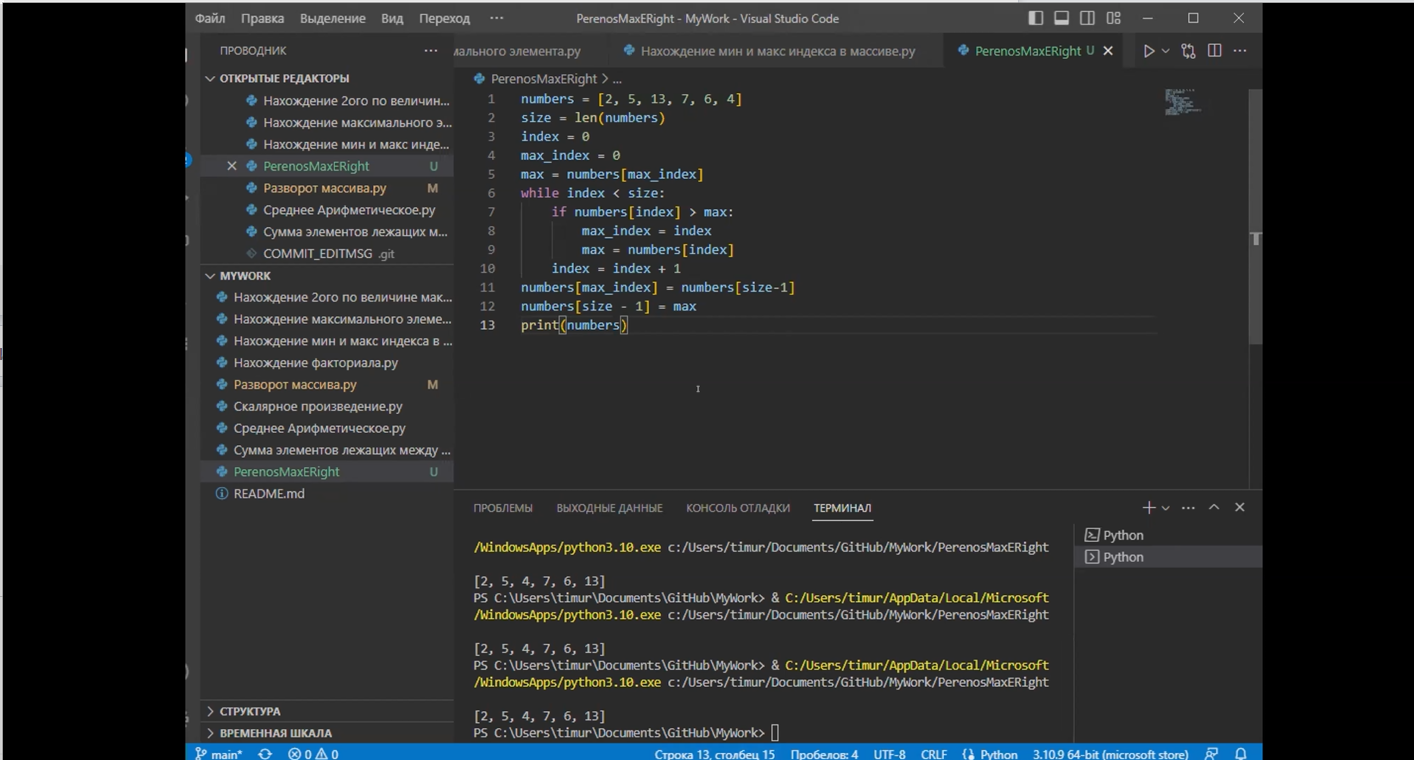 Файл Правка Выделение Вид Переход ··· PerenosMaxERight - MyWork - Visual Studio Code
ПРОВОДНИК ···
мального элемента.py Нахождение мин и макс индекса в массиве.py PerenosMaxERight U
ОТКРЫТЫЕ РЕДАКТОРЫ
Нахождение 2ого по величин...
Нахождение максимального э...
Нахождение мин и макс инде...
PerenosMaxERight U
Разворот массива.py M
Среднее Арифметическое.py
Сумма элементов лежащих м...
COMMIT_EDITMSG .git
MYWORK
Нахождение 2ого по величине мак...
Нахождение максимального элеме...
Нахождение мин и макс индекса в ...
Нахождение факториала.py
Разворот массива.py M
Скалярное произведение.py
Среднее Арифметическое.py
Сумма элементов лежащих между ...
PerenosMaxERight U
README.md
СТРУКТУРА
ВРЕМЕННАЯ ШКАЛА
PerenosMaxERight > ...
1 numbers = [2, 5, 13, 7, 6, 4]
2 size = len(numbers)
3 index = 0
4 max_index = 0
5 max = numbers[max_index]
6 while index < size:
7     if numbers[index] > max:
8         max_index = index
9         max = numbers[index]
10     index = index + 1
11 numbers[max_index] = numbers[size-1]
12 numbers[size - 1] = max
13 print(numbers)
ПРОБЛЕМЫ ВЫХОДНЫЕ ДАННЫЕ КОНСОЛЬ ОТЛАДКИ ТЕРМИНАЛ
/WindowsApps/python3.10.exe c:/Users/timur/Documents/GitHub/MyWork/PerenosMaxERight
[2, 5, 4, 7, 6, 13]
PS C:\Users\timur\Documents\GitHub\MyWork> & C:/Users/timur/AppData/Local/Microsoft
/WindowsApps/python3.10.exe c:/Users/timur/Documents/GitHub/MyWork/PerenosMaxERight
[2, 5, 4, 7, 6, 13]
PS C:\Users\timur\Documents\GitHub\MyWork> & C:/Users/timur/AppData/Local/Microsoft
/WindowsApps/python3.10.exe c:/Users/timur/Documents/GitHub/MyWork/PerenosMaxERight
[2, 5, 4, 7, 6, 13]
PS C:\Users\timur\Documents\GitHub\MyWork>
Python
Python
main* 0 0 Строка 13, столбец 15 Пробелов: 4 UTF-8 CRLF Python 3.10.9 64-bit (microsoft store)